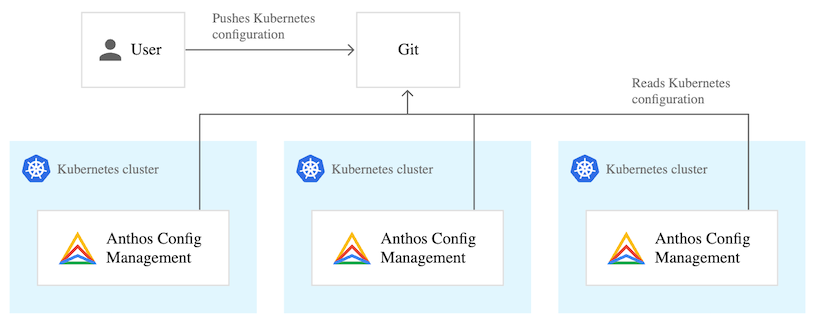 Pushes Kubernetes
configuration
User
Git
Reads Kubernetes
configuration
Kubernetes cluster
Kubernetes cluster
Kubernetes cluster
Anthos Config
Management
Anthos Config
Management
Anthos Config
Management